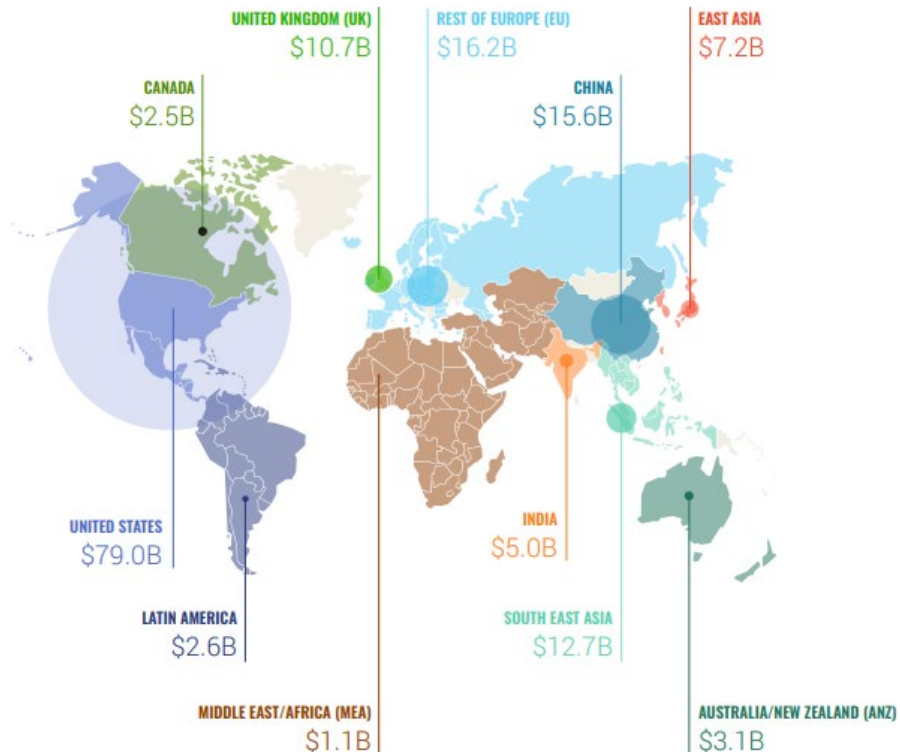 UNITED KINGDOM (UK)
$10.7B
REST OF EUROPE (EU)
$16.2B
EAST ASIA
$7.2B
CANADA
$2.5B
CHINA
$15.6B
UNITED STATES
$79.0B
INDIA
$5.0B
LATIN AMERICA
$2.6B
SOUTH EAST ASIA
$12.7B
MIDDLE EAST/AFRICA (MEA)
$1.1B
AUSTRALIA/NEW ZEALAND (ANZ)
$3.1B